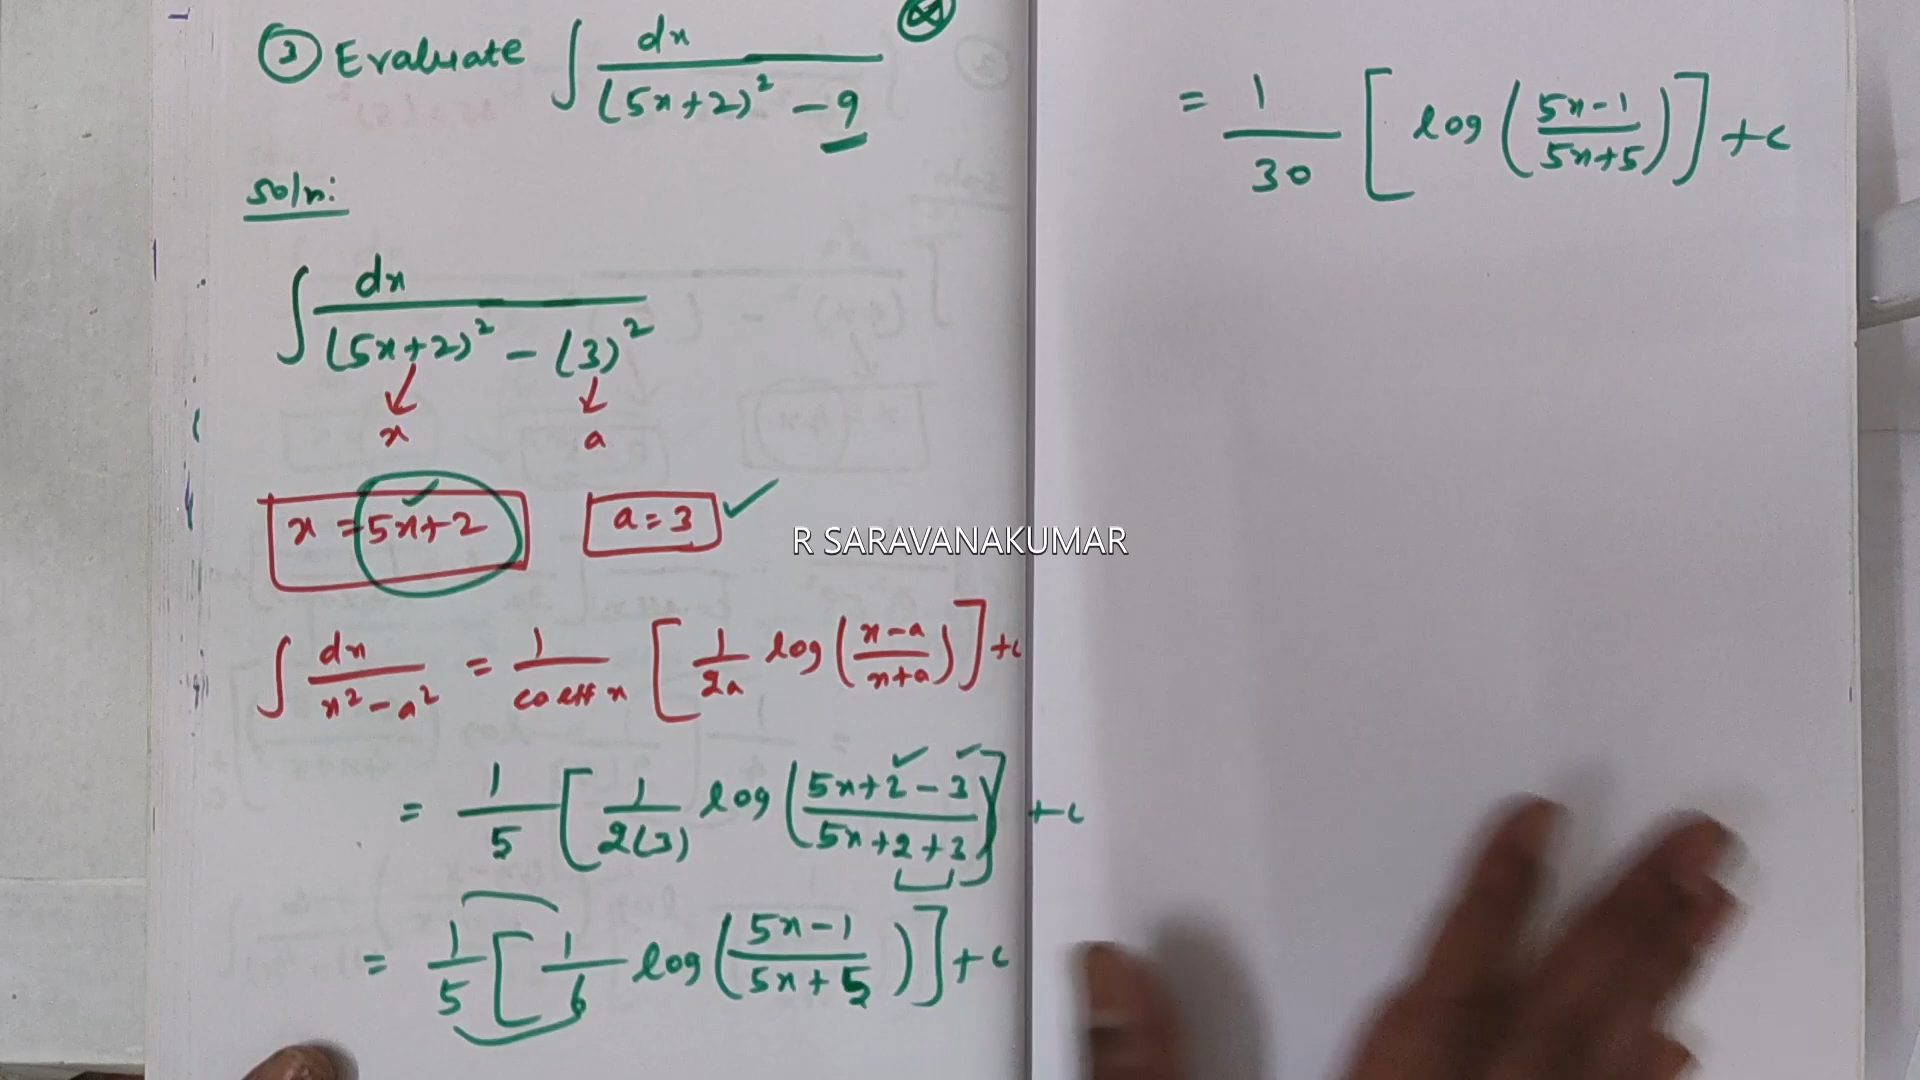 ③ Evaluate ∫ dx / (5x+2)² - 9
Soln:
∫ dx / (5x+2)² - (3)²
x a
x = 5x+2 a = 3
R SARAVANAKUMAR
∫ dx / x² - a² = 1 / coeff x [ 1 / 2a log ( x-a / x+a ) ] + c
= 1 / 5 [ 1 / 2(3) log ( 5x+2-3 / 5x+2+3 ) ] + c
= 1 / 5 [ 1 / 6 log ( 5x-1 / 5x+5 ) ] + c
= 1 / 30 [ log ( 5x-1 / 5x+5 ) ] + c